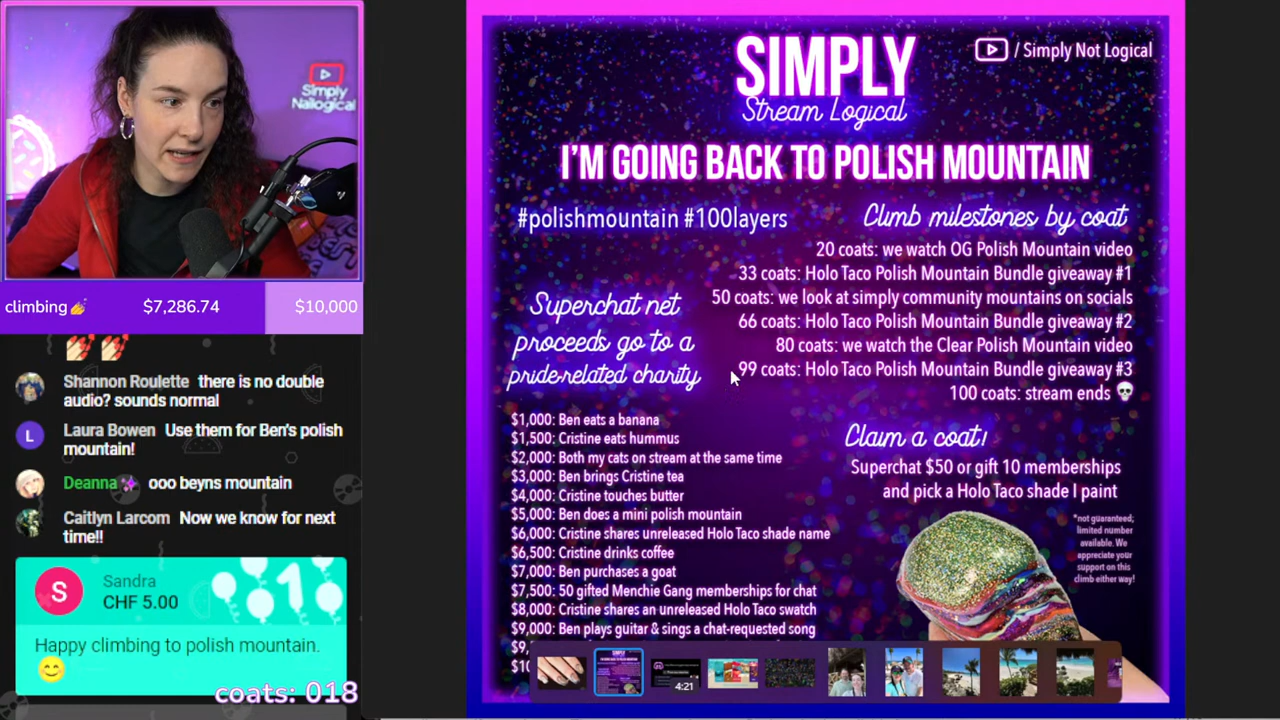 Simply
Nailogical
climbing💅 $7,286.74 $10,000
Shannon Roulette there is no double
audio? sounds normal
L Laura Bowen Use them for Ben's polish
mountain!
Deanna ooo beyns mountain
Caitlyn Larcom Now we know for next
time!!
S Sandra
CHF 5.00
Happy climbing to polish mountain.
😊
coats: 018
SIMPLY
Stream Logical
/ Simply Not Logical
I'M GOING BACK TO POLISH MOUNTAIN
#polishmountain #100layers
Climb milestones by coat
20 coats: we watch OG Polish Mountain video
33 coats: Holo Taco Polish Mountain Bundle giveaway #1
50 coats: we look at simply community mountains on socials
66 coats: Holo Taco Polish Mountain Bundle giveaway #2
80 coats: we watch the Clear Polish Mountain video
99 coats: Holo Taco Polish Mountain Bundle giveaway #3
100 coats: stream ends 💀
Superchat net
proceeds go to a
pride-related charity
$1,000: Ben eats a banana
$1,500: Cristine eats hummus
$2,000: Both my cats on stream at the same time
$3,000: Ben brings Cristine tea
$4,000: Cristine touches butter
$5,000: Ben does a mini polish mountain
$6,000: Cristine shares unreleased Holo Taco shade name
$6,500: Cristine drinks coffee
$7,000: Ben purchases a goat
$7,500: 50 gifted Menchie Gang memberships for chat
$8,000: Cristine shares an unreleased Holo Taco swatch
$9,000: Ben plays guitar & sings a chat-requested song
Claim a coat!
Superchat $50 or gift 10 memberships
and pick a Holo Taco shade I paint
*not guaranteed;
limited number
available. We
appreciate your
support on this
climb either way!
4:21